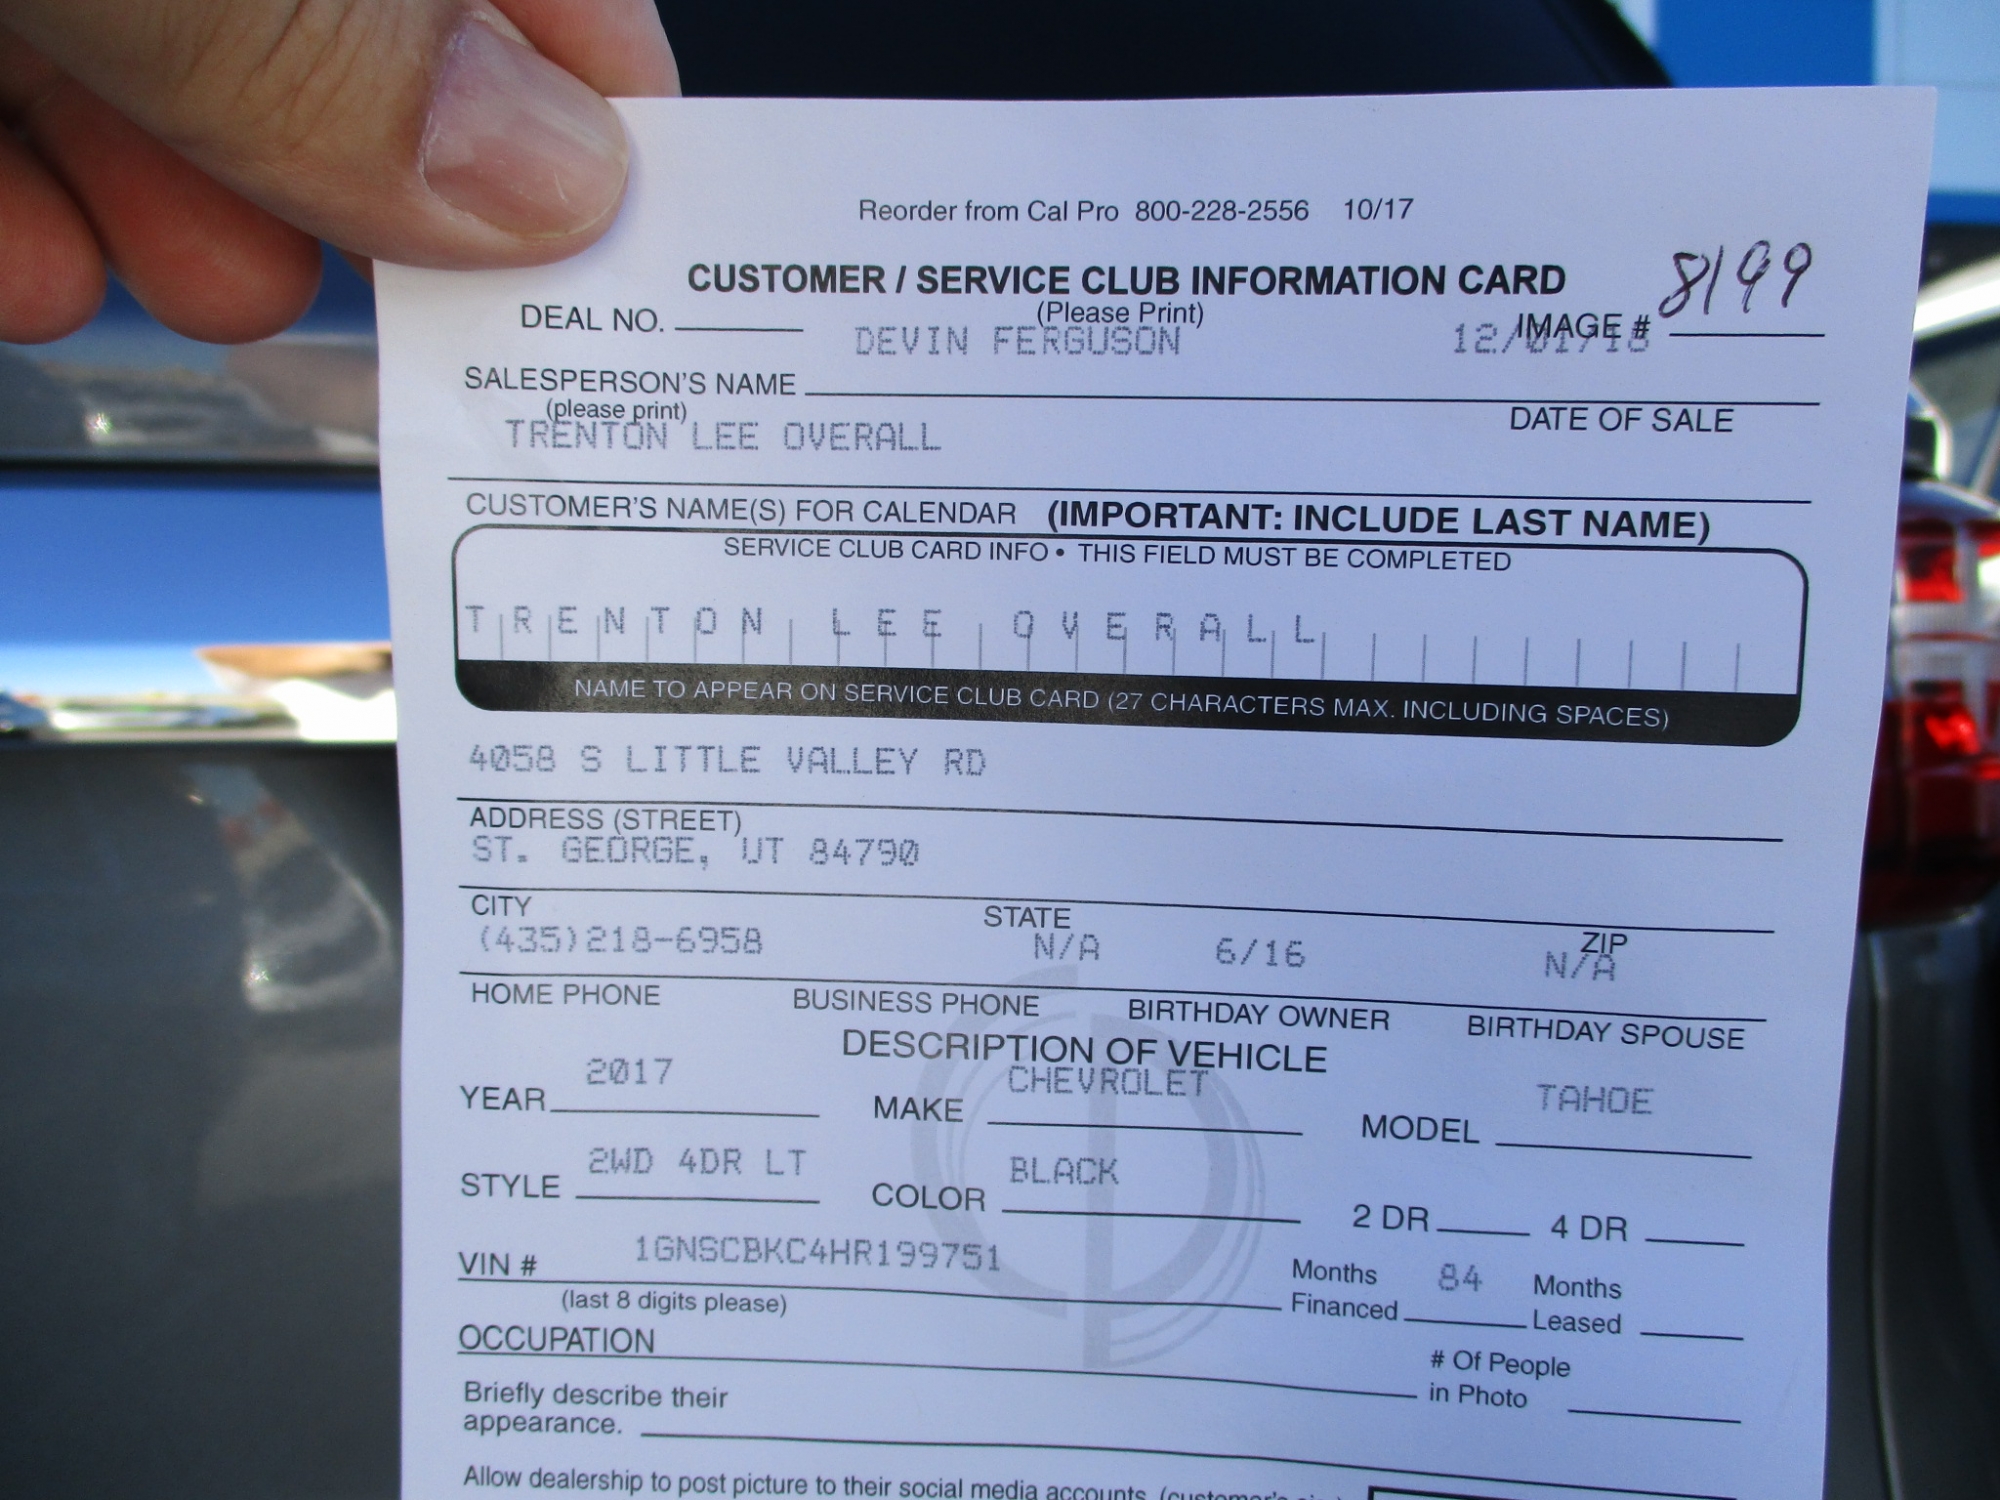 Reorder from Cal Pro 800-228-2556 10/17
CUSTOMER / SERVICE CLUB INFORMATION CARD 8199
DEAL NO. (Please Print) IMAGE #
DEVIN FERGUSON 12/01/18
SALESPERSON'S NAME
(please print) DATE OF SALE
TRENTON LEE OVERALL
CUSTOMER'S NAME(S) FOR CALENDAR (IMPORTANT: INCLUDE LAST NAME)
SERVICE CLUB CARD INFO • THIS FIELD MUST BE COMPLETED
TRENTON LEE OVERALL
NAME TO APPEAR ON SERVICE CLUB CARD (27 CHARACTERS MAX. INCLUDING SPACES)
4058 S LITTLE VALLEY RD
ADDRESS (STREET)
ST. GEORGE, UT 84790
CITY STATE ZIP
(435)218-6958 N/A 6/16 N/A
HOME PHONE BUSINESS PHONE BIRTHDAY OWNER BIRTHDAY SPOUSE
DESCRIPTION OF VEHICLE
YEAR 2017 MAKE CHEVROLET MODEL TAHOE
STYLE 2WD 4DR LT COLOR BLACK 2 DR 4 DR
VIN # 1GNSCBKC4HR199751 Months Financed 84 Months Leased
(last 8 digits please)
OCCUPATION # Of People in Photo
Briefly describe their
appearance.
Allow dealership to post picture to their social media accounts. (customer's